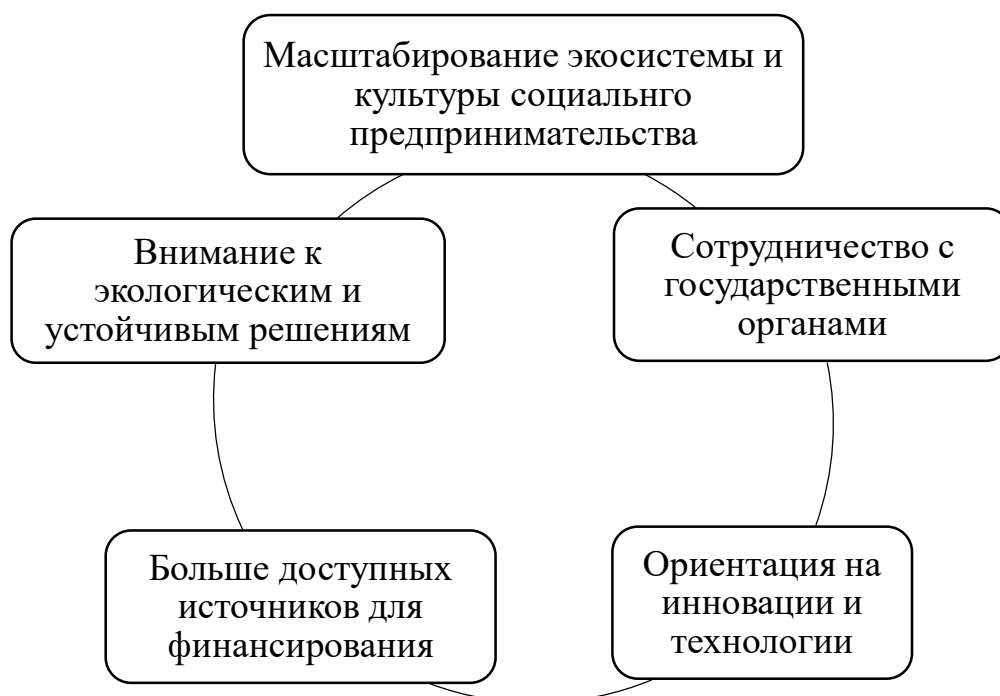 Масштабирование экосистемы и
культуры социальнго
предпринимательства
Сотрудничество с
государственными
органами
Ориентация на
инновации и
технологии
Больше доступных
источников для
финансирования
Внимание к
экологическим и
устойчивым решениям